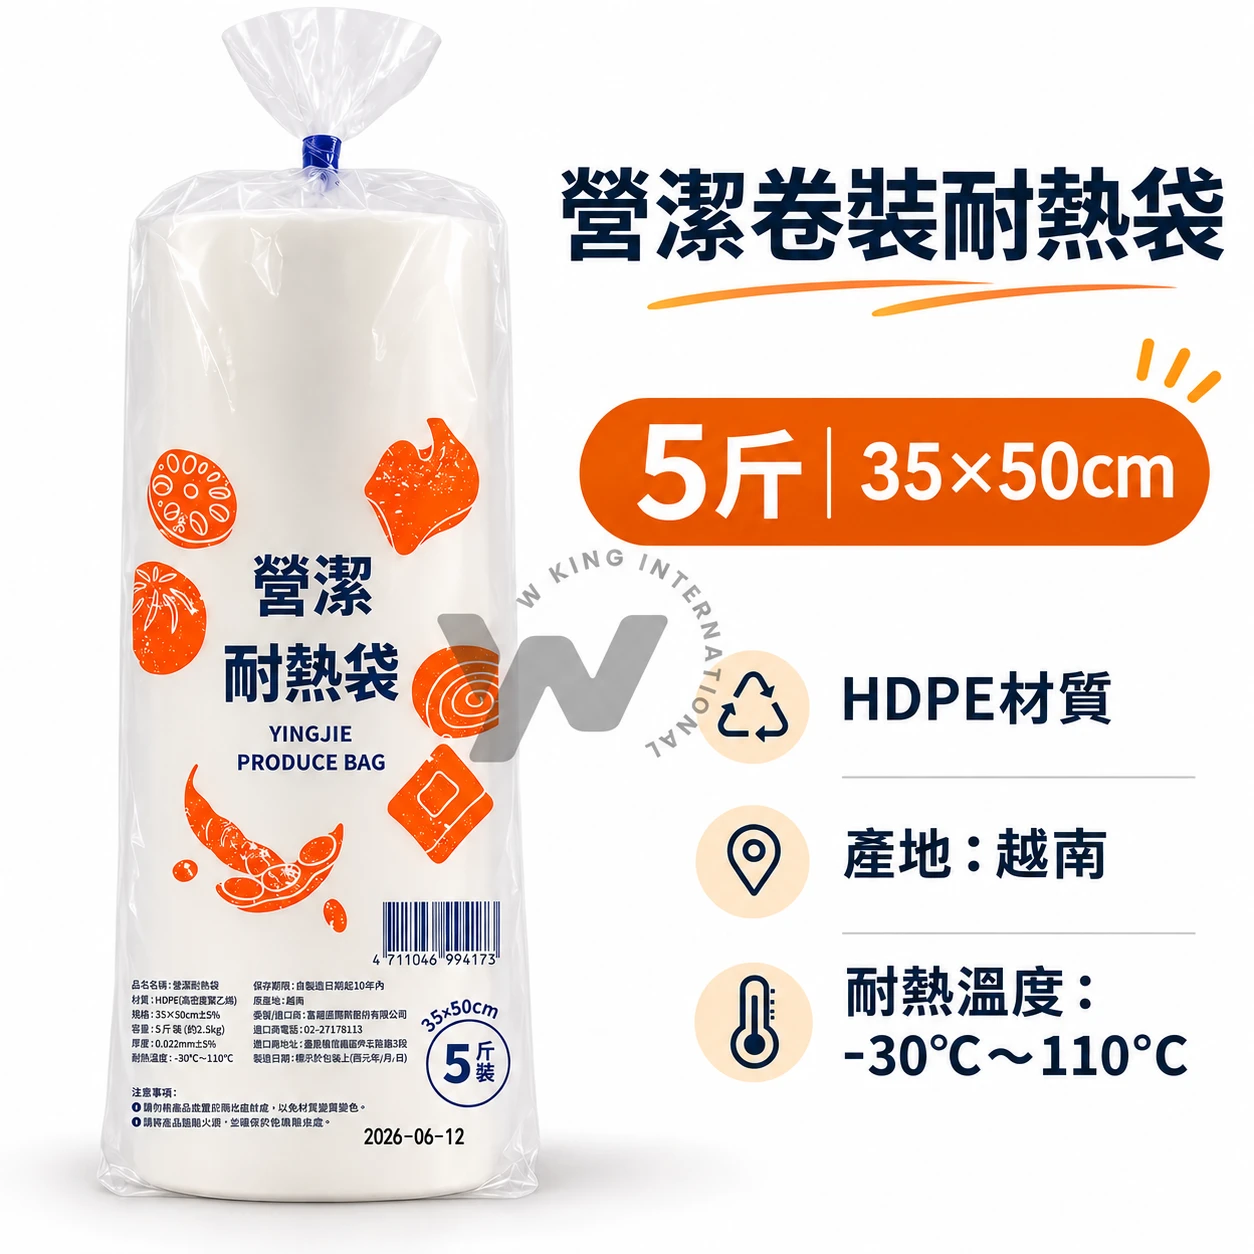 營潔卷裝耐熱袋
5斤
35×50cm
HDPE材質
產地：越南
耐熱溫度：
-30°C～110°C
營潔
耐熱袋
YINGJIE
PRODUCE BAG
4 711046 994173
品名名稱：營潔耐熱袋
材質：HDPE(高密度聚乙烯)
規格：35×50cm±5%
容量：5斤裝 (約2.5kg)
厚度：0.022mm±5%
耐熱溫度：-30°C～110°C
保存期限：自製造日期起10年內
原產地：越南
進口商電話：02-27178113
製造日期：標示於包裝上(西元年/月/日)
注意事項：
35×50cm
5斤裝
2026-06-12
W KING INTERNATIONAL